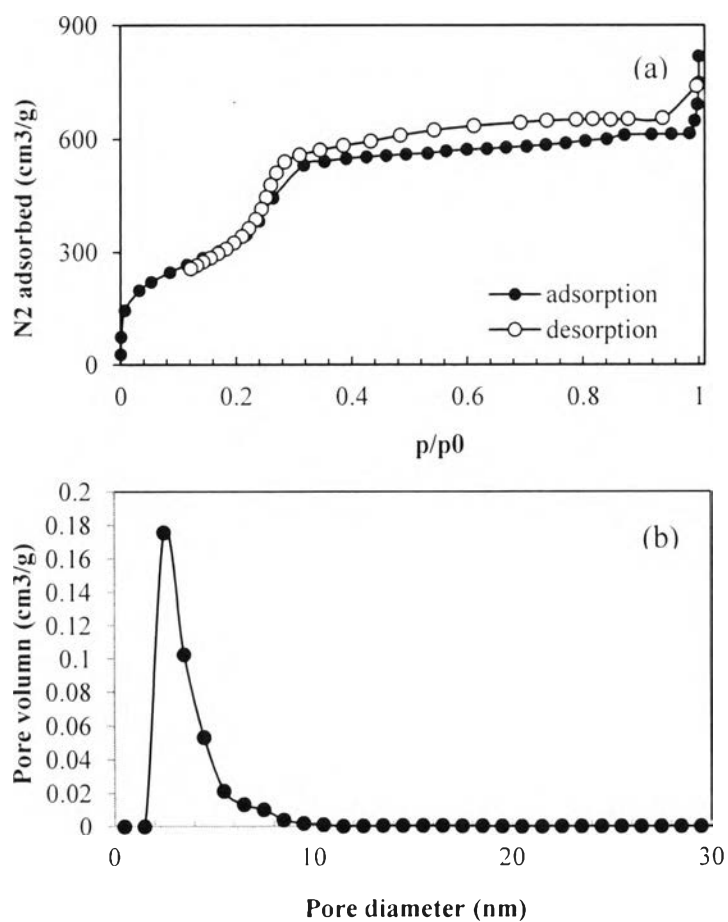 900
600
300
0
N2 adsorbed (cm3/g)
(a)
adsorption
desorption
0 0.2 0.4 0.6 0.8 1
p/p0
0.2
0.18
0.16
0.14
0.12
0.1
0.08
0.06
0.04
0.02
0
Pore volumn (cm3/g)
(b)
0 10 20 30
Pore diameter (nm)